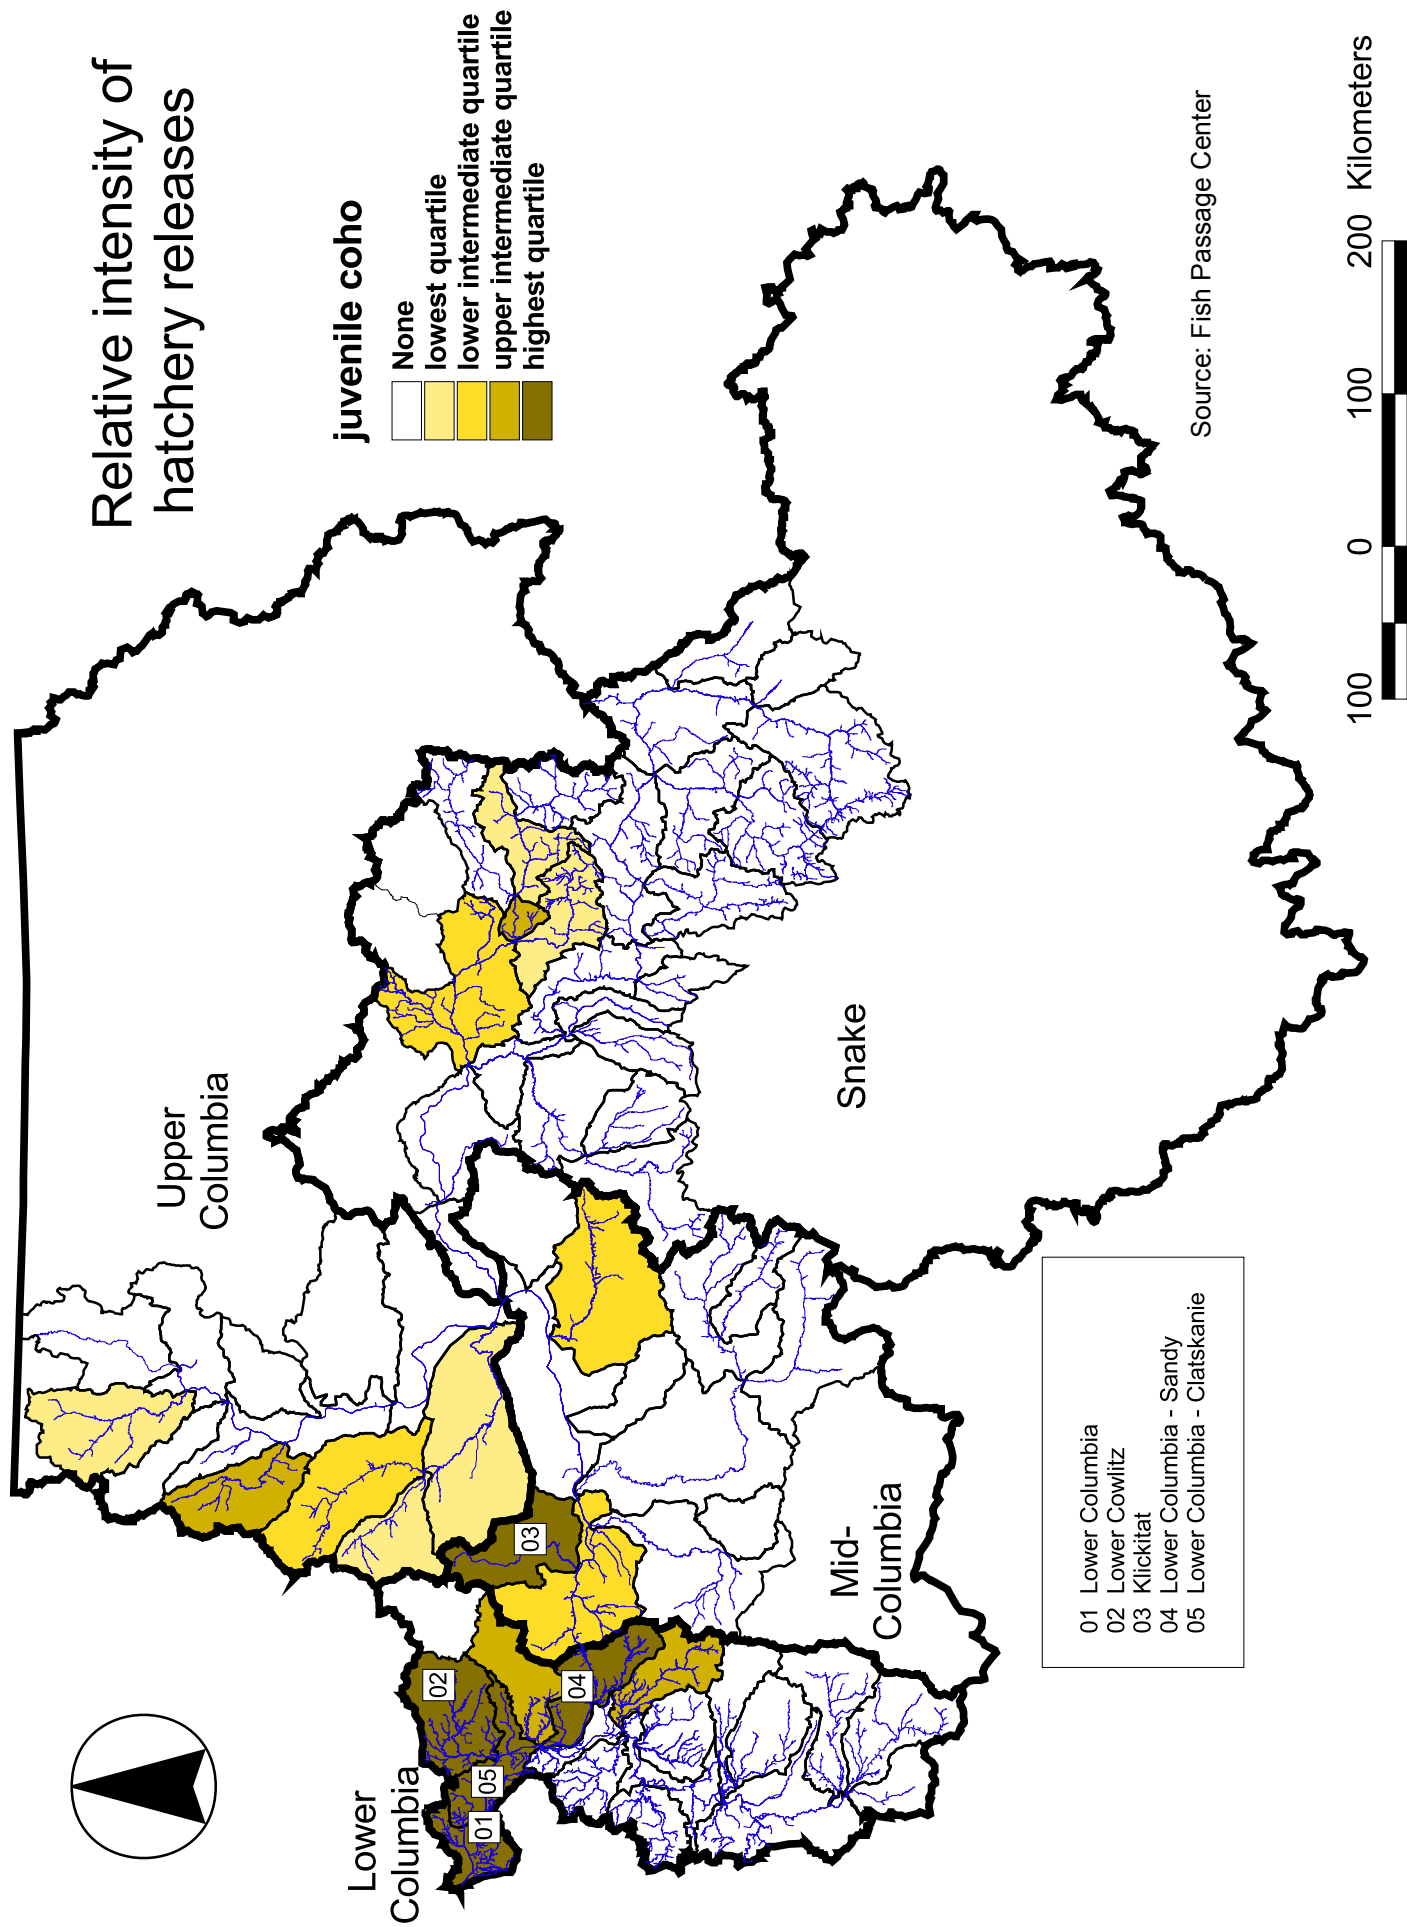 Relative intensity of
hatchery releases
juvenile coho
None
lowest quartile
lower intermediate quartile
upper intermediate quartile
highest quartile
Upper
Columbia
Lower
Columbia
Mid-
Columbia
Snake
01
02
03
04
05
01 Lower Columbia
02 Lower Cowlitz
03 Klickitat
04 Lower Columbia - Sandy
05 Lower Columbia - Clatskanie
Source: Fish Passage Center
100 0 100 200 Kilometers